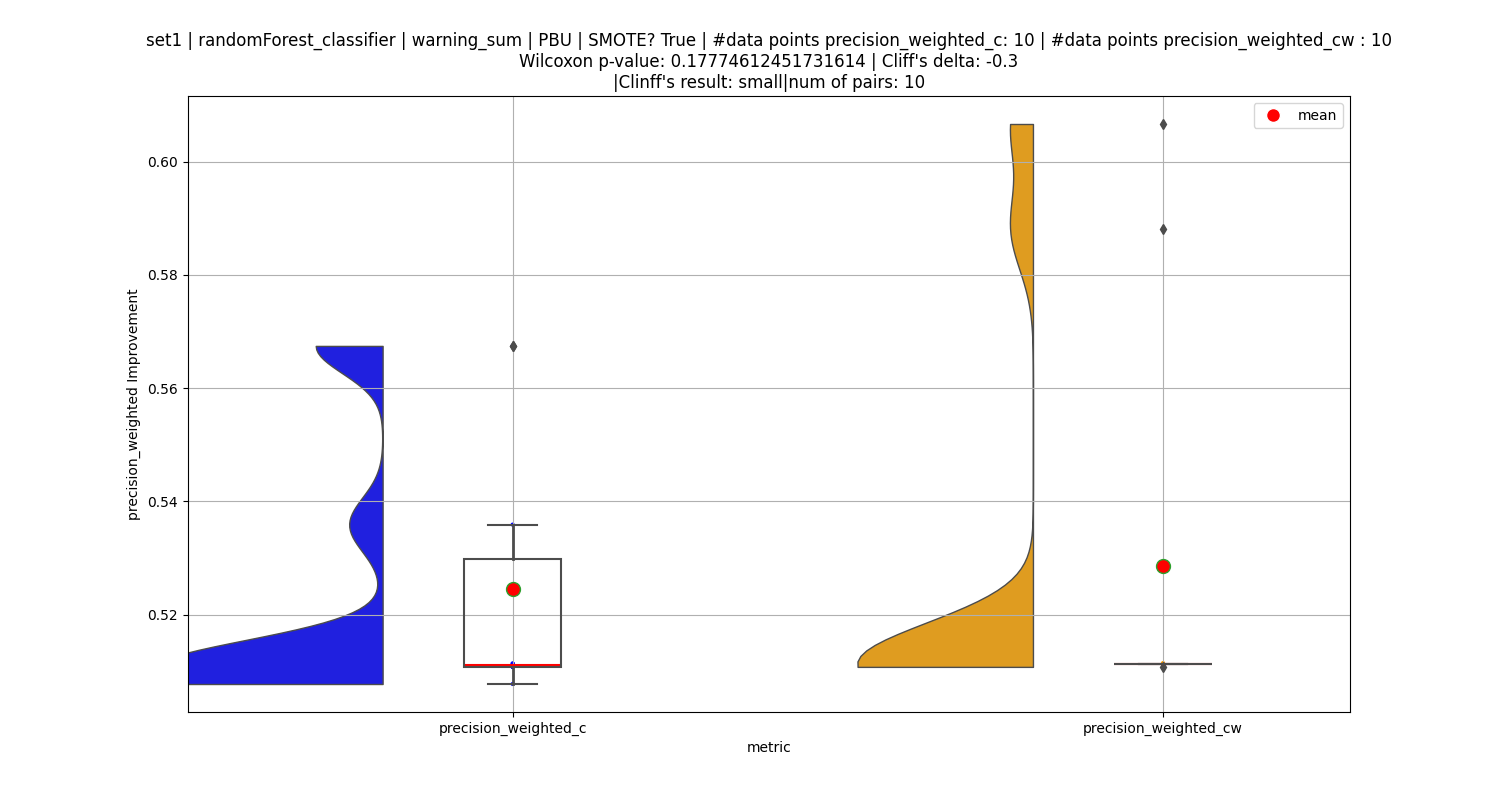 set1 | randomForest_classifier | warning_sum | PBU | SMOTE? True | #data points precision_weighted_c: 10 | #data points precision_weighted_cw : 10
Wilcoxon p-value: 0.17774612451731614 | Cliff's delta: -0.3
|Clinff's result: small|num of pairs: 10
mean
0.60
0.58
0.56
0.54
0.52
precision_weighted Improvement
precision_weighted_c
precision_weighted_cw
metric